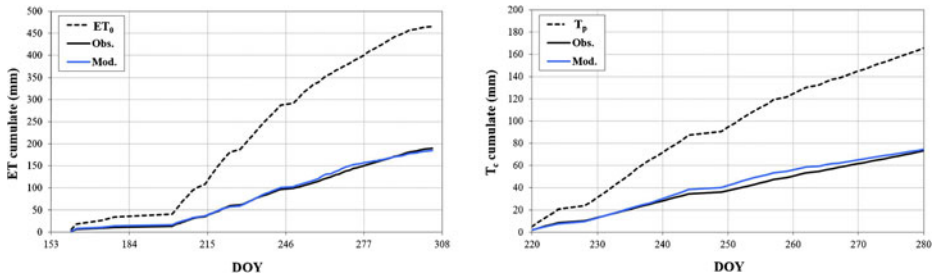 ET cumulate (mm)
500
450
400
350
300
250
200
150
100
50
0
ET0
Obs.
Mod.
153 184 215 246 277 308
DOY
Tc cumulate (mm)
200
180
160
140
120
100
80
60
40
20
0
Tp
Obs.
Mod.
220 230 240 250 260 270 280
DOY